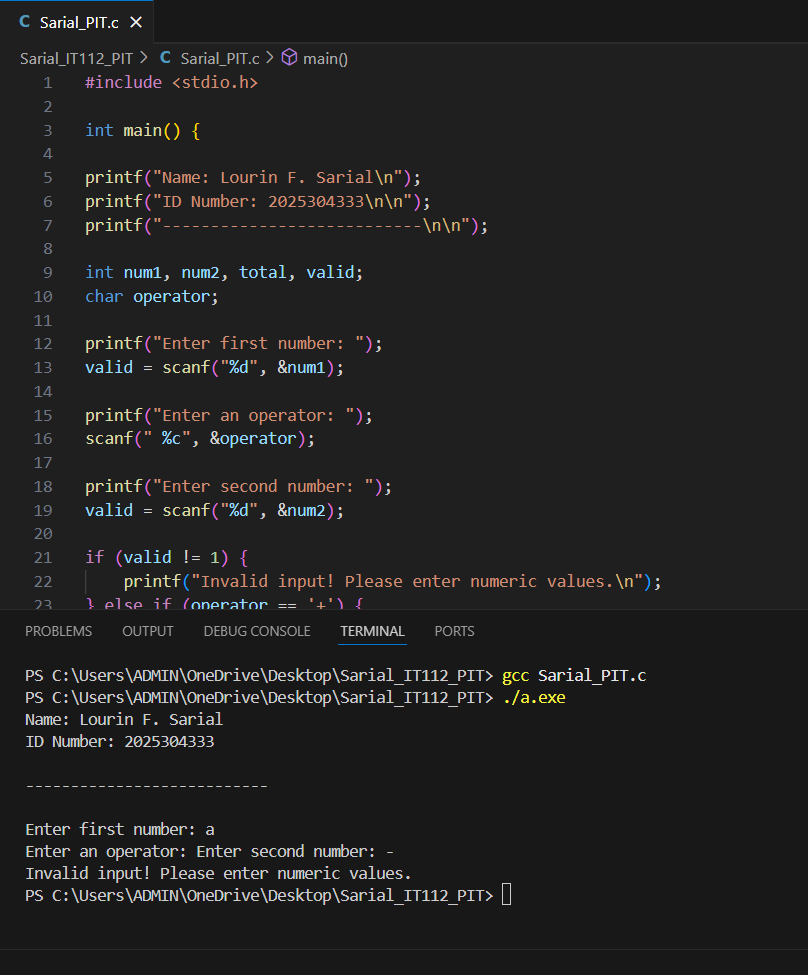 C Sarial_PIT.c ×
Sarial_IT112_PIT > C Sarial_PIT.c > main()
1 #include <stdio.h>
2
3 int main() {
4
5 printf("Name: Lourin F. Sarial\n");
6 printf("ID Number: 2025304333\n\n");
7 printf("---------------------------\n\n");
8
9 int num1, num2, total, valid;
10 char operator;
11
12 printf("Enter first number: ");
13 valid = scanf("%d", &num1);
14
15 printf("Enter an operator: ");
16 scanf(" %c", &operator);
17
18 printf("Enter second number: ");
19 valid = scanf("%d", &num2);
20
21 if (valid != 1) {
22     printf("Invalid input! Please enter numeric values.\n");
23 } else if (operator == '+') {
PROBLEMS OUTPUT DEBUG CONSOLE TERMINAL PORTS
PS C:\Users\ADMIN\OneDrive\Desktop\Sarial_IT112_PIT> gcc Sarial_PIT.c
PS C:\Users\ADMIN\OneDrive\Desktop\Sarial_IT112_PIT> ./a.exe
Name: Lourin F. Sarial
ID Number: 2025304333

---------------------------

Enter first number: a
Enter an operator: Enter second number: -
Invalid input! Please enter numeric values.
PS C:\Users\ADMIN\OneDrive\Desktop\Sarial_IT112_PIT>